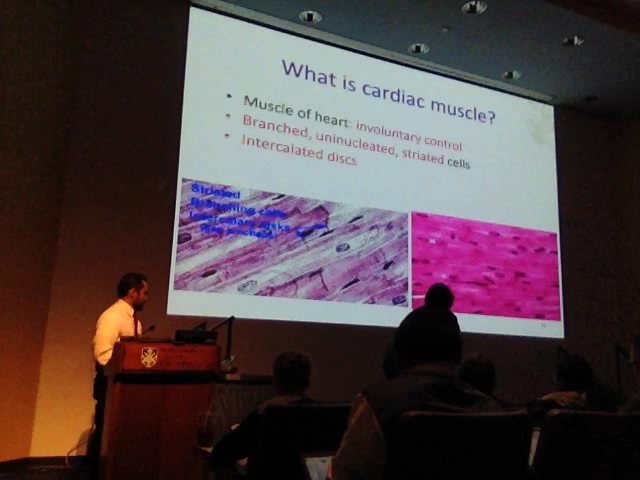 What is cardiac muscle?
• Muscle of heart: involuntary control
• Branched, uninucleated, striated cells
• Intercalated discs
Striated
Branching cells